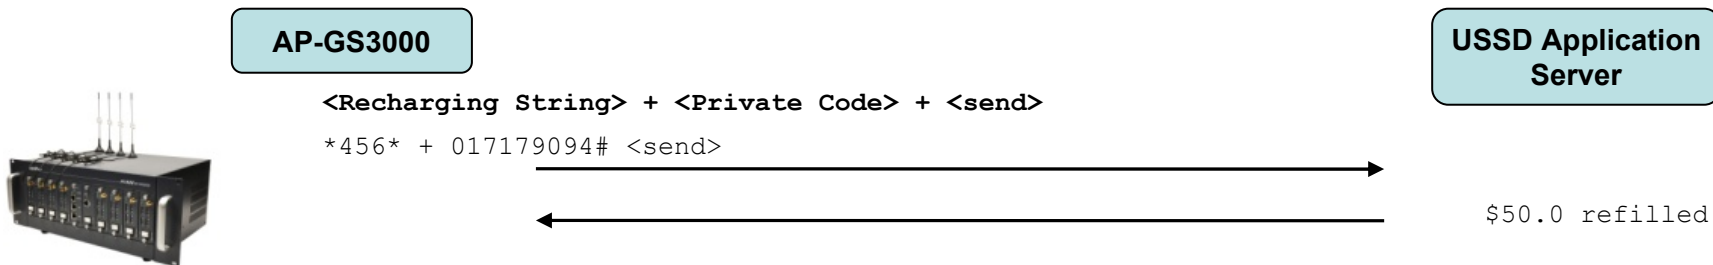 AP-GS3000
USSD Application
Server
<Recharging String> + <Private Code> + <send>
*456* + 017179094# <send>
$50.0 refilled